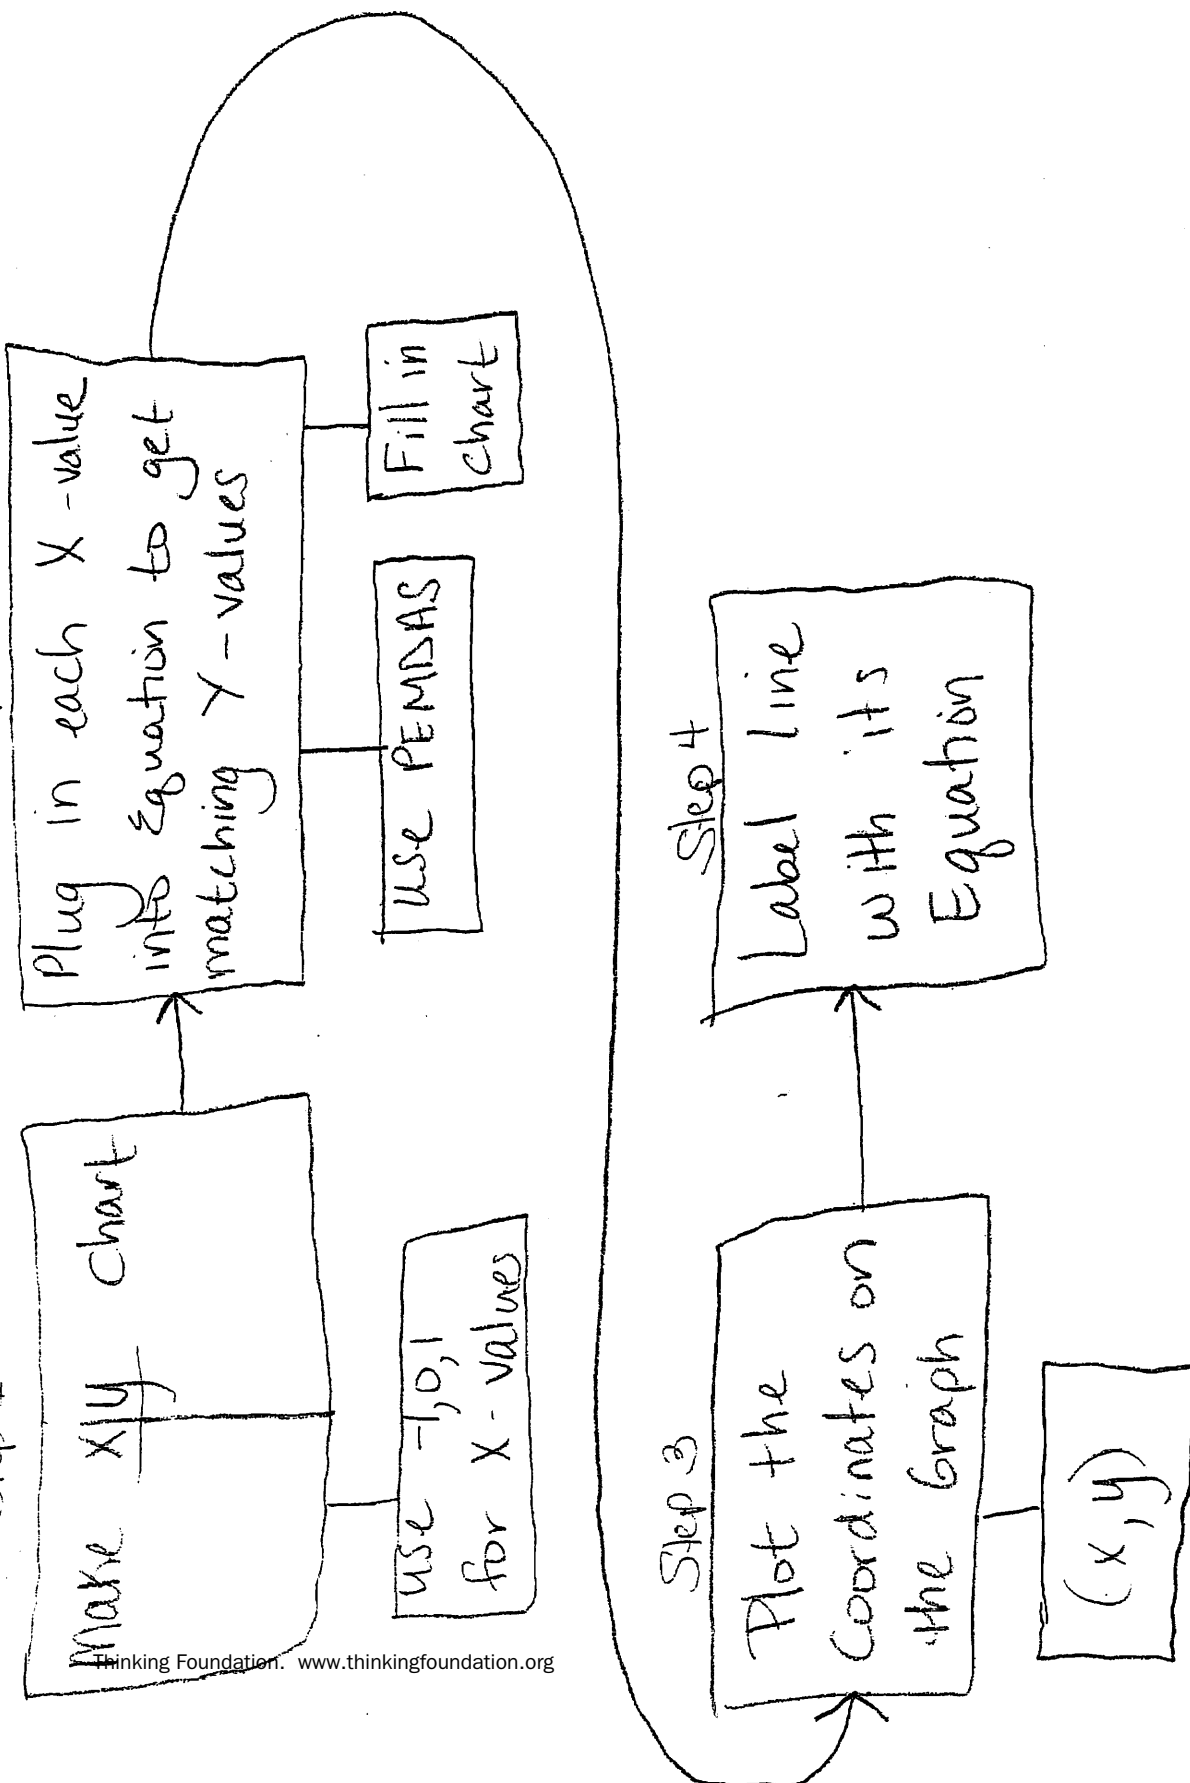 Make x|y chart
use -1,0,1
for X-values
Plug in each X-value
into Equation to get
matching Y-values
use PEMDAS
Fill in
chart
Step 3
Plot the
Coordinates on
the Graph
(x,y)
Step 4
Label line
with its
Equation
Thinking Foundation. www.thinkingfoundation.org